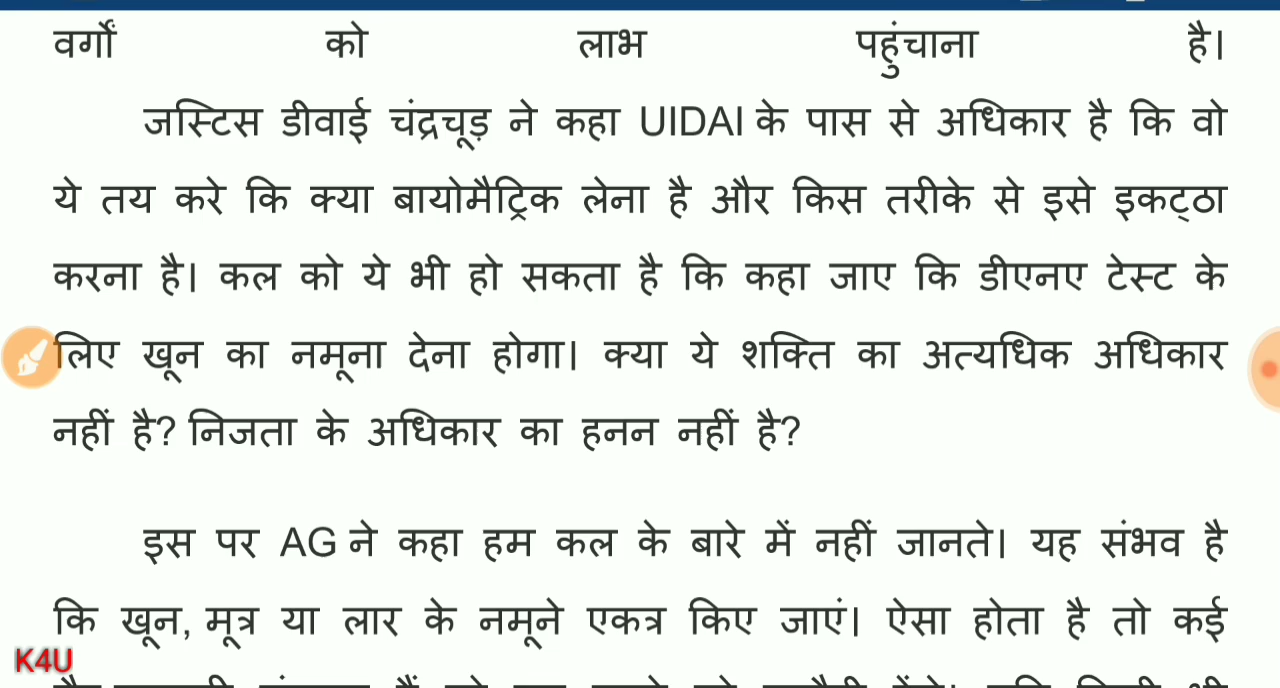 वर्गों को लाभ पहुंचाना है।
जस्टिस डीवाई चंद्रचूड़ ने कहा UIDAI के पास से अधिकार है कि वो
ये तय करे कि क्या बायोमैट्रिक लेना है और किस तरीके से इसे इकट्ठा
करना है। कल को ये भी हो सकता है कि कहा जाए कि डीएनए टेस्ट के
लिए खून का नमूना देना होगा। क्या ये शक्ति का अत्यधिक अधिकार
नहीं है? निजता के अधिकार का हनन नहीं है?
इस पर AG ने कहा हम कल के बारे में नहीं जानते। यह संभव है
कि खून, मूत्र या लार के नमूने एकत्र किए जाएं। ऐसा होता है तो कई
K4U